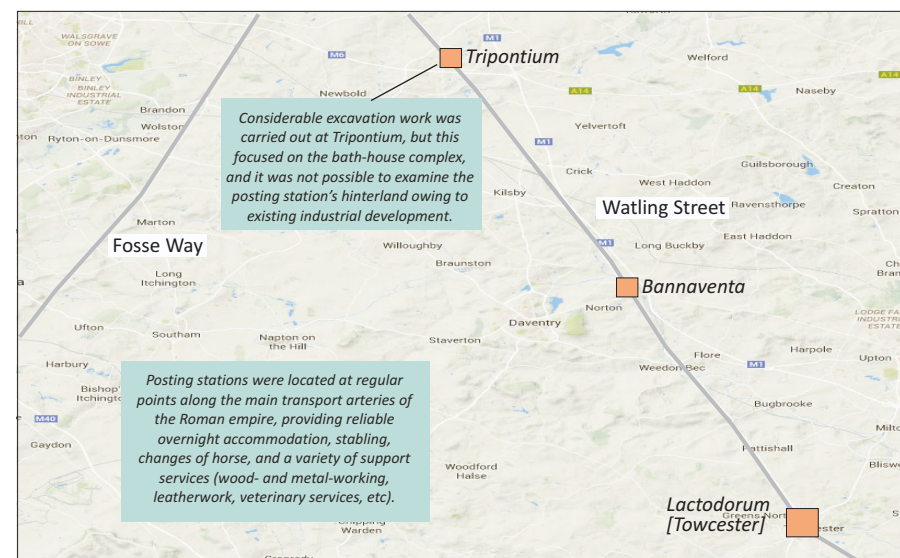 WALSGRAVE
ON SOWE
M6
M1
Tripontium
Welford
A14
A14
Naseby
BINLEY
BINLEY
INDUSTRIAL
ESTATE
Brandon
Wolston
Ryton-on-Dunsmore
Newbold
Considerable excavation work was
carried out at Tripontium, but this
focused on the bath-house complex,
and it was not possible to examine the
posting station's hinterland owing to
existing industrial development.
Yelvertoft
M1
Crick
Guilsborough
West Haddon
Creaton
Kilsby
Watling Street
Ravensthorpe
Spratton
Marton
Fosse Way
Willoughby
M1
Long Buckby
East Haddon
Braunston
Long
Itchington
Bannaventa
Norton
Daventry
Ufton
Southam
Napton on
the Hill
Staverton
Harbury
Flore
Harpole
Upton
Weedon Bec
M1
Bishop's
Itchington
Posting stations were located at regular
points along the main transport arteries of
the Roman empire, providing reliable
overnight accommodation, stabling,
changes of horse, and a variety of support
services (wood- and metal-working,
leatherwork, veterinary services, etc).
Bugbrooke
M40
Gaydon
Pattishall
Woodford
Halse
Lactodorum
[Towcester]
Warden